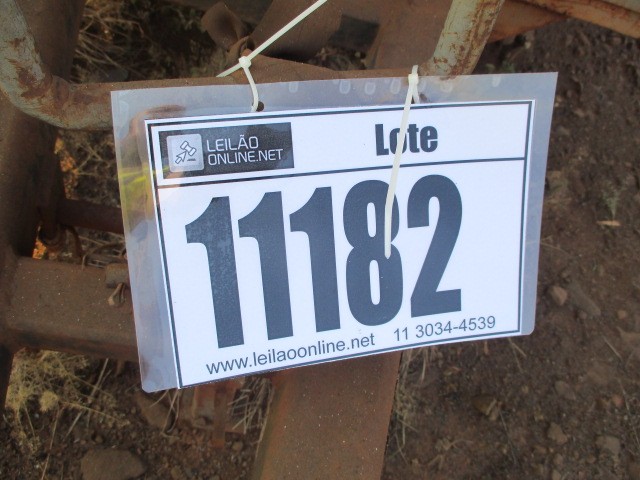 LEILÃO
ONLINE.NET
Lote
11182
www.leilaoonline.net 11 3034-4539